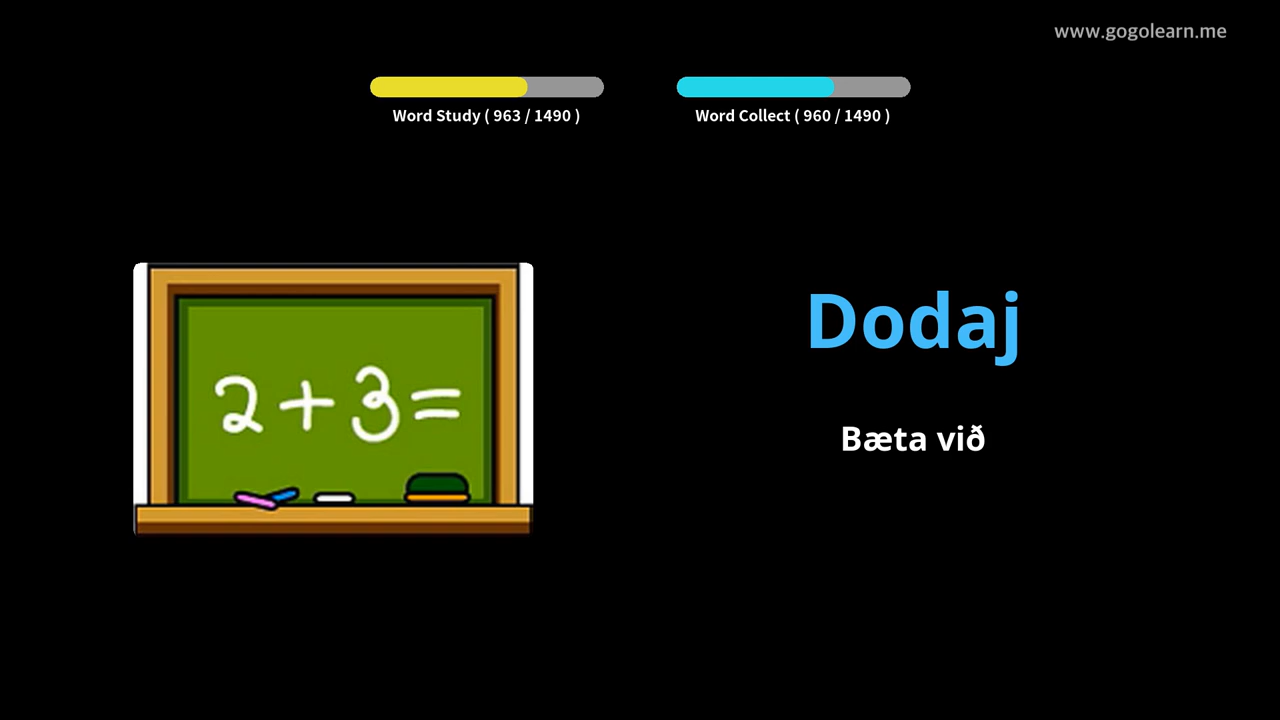 www.gogolearn.me
Word Study ( 963 / 1490 )
Word Collect ( 960 / 1490 )
2 + 3 =
Dodaj
Bæta við